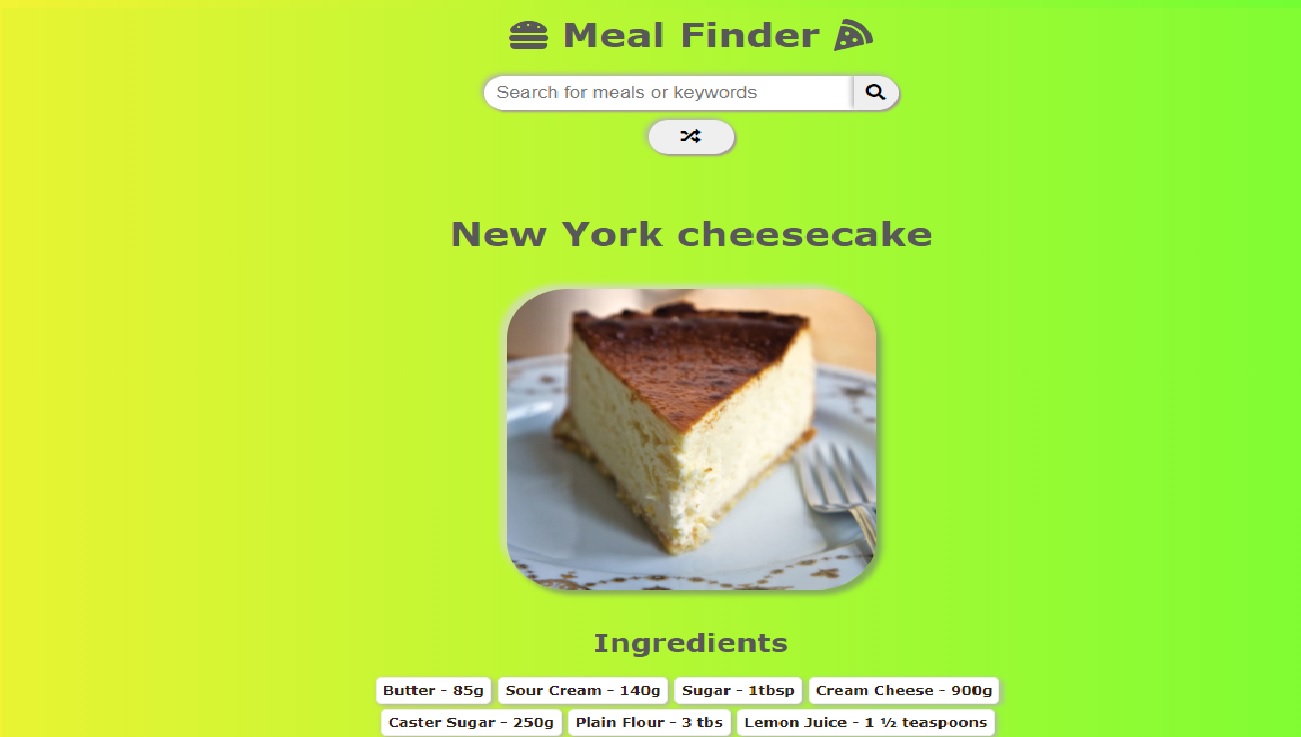 Meal Finder
Search for meals or keywords
New York cheesecake
Ingredients
Butter - 85g Sour Cream - 140g Sugar - 1tbsp Cream Cheese - 900g
Caster Sugar - 250g Plain Flour - 3 tbs Lemon Juice - 1 ½ teaspoons